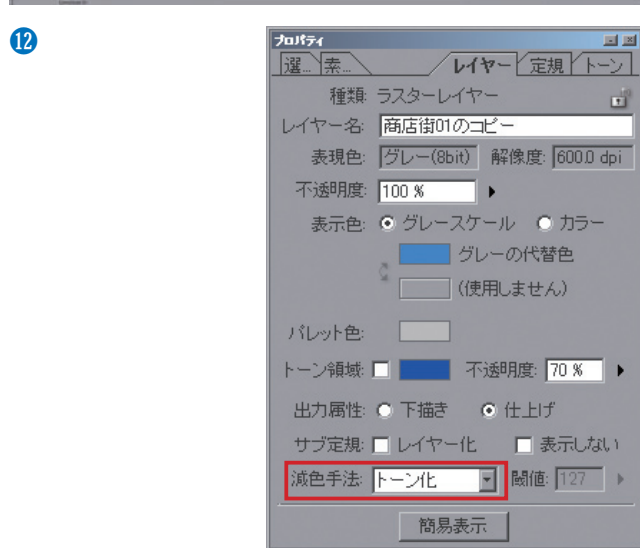 12
プロパティ
選... 素... レイヤー 定規 トーン
種類: ラスターレイヤー
レイヤー名: 商店街01のコピー
表現色: グレー(8bit) 解像度: 600.0 dpi
不透明度: 100 %
表示色: グレースケール カラー
グレーの代替色
(使用しません)
パレット色:
トーン領域: 不透明度: 70 %
出力属性: 下描き 仕上げ
サブ定規: レイヤー化 表示しない
減色手法: トーン化 閾値: 127
簡易表示